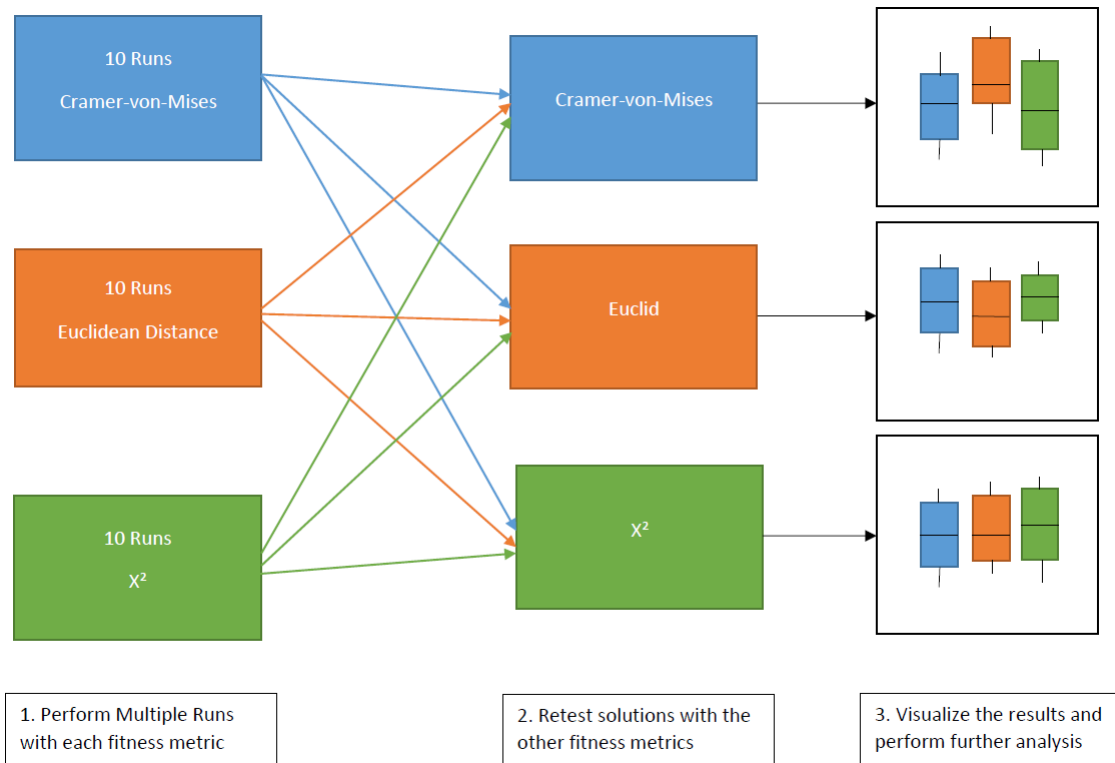 10 Runs
Cramer-von-Mises
Cramer-von-Mises
10 Runs
Euclidean Distance
Euclid
10 Runs
X²
X²
1. Perform Multiple Runs
with each fitness metric
2. Retest solutions with the
other fitness metrics
3. Visualize the results and
perform further analysis